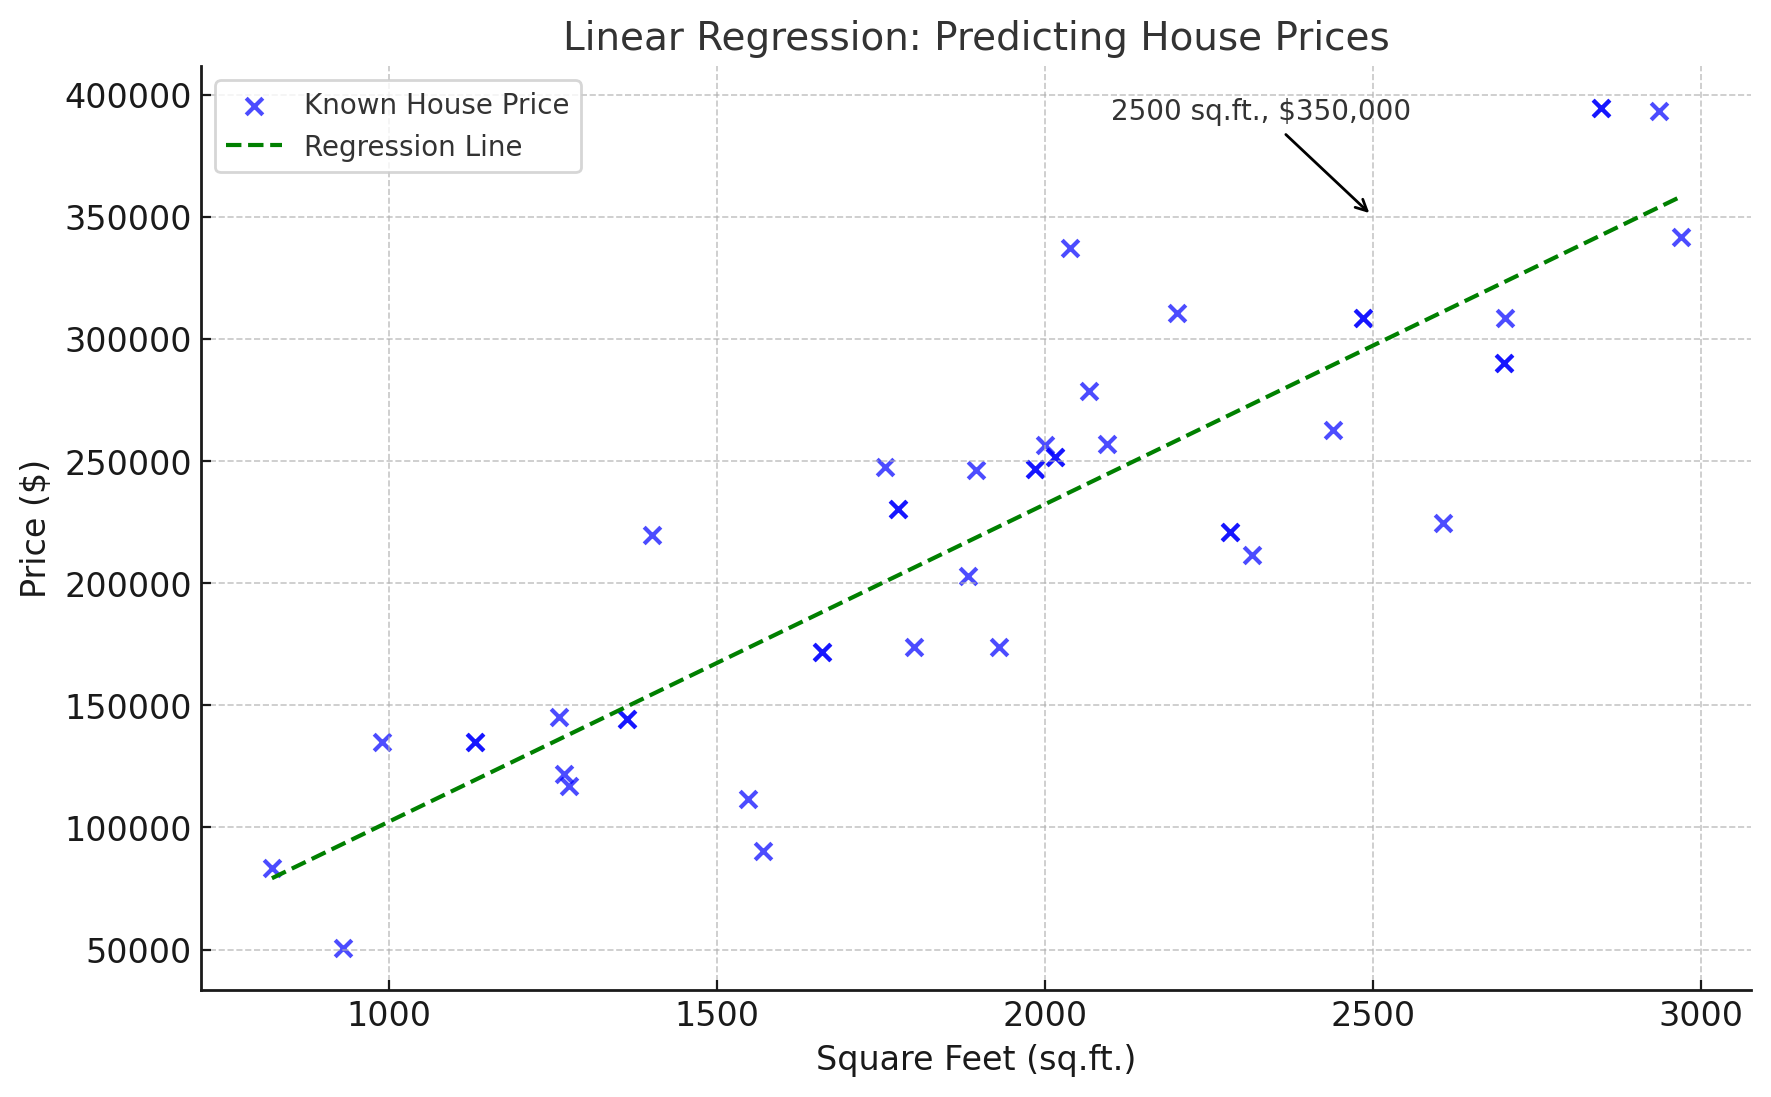 Linear Regression: Predicting House Prices
Known House Price
Regression Line
2500 sq.ft., $350,000
Price ($)
400000
350000
300000
250000
200000
150000
100000
50000
1000 1500 2000 2500 3000
Square Feet (sq.ft.)